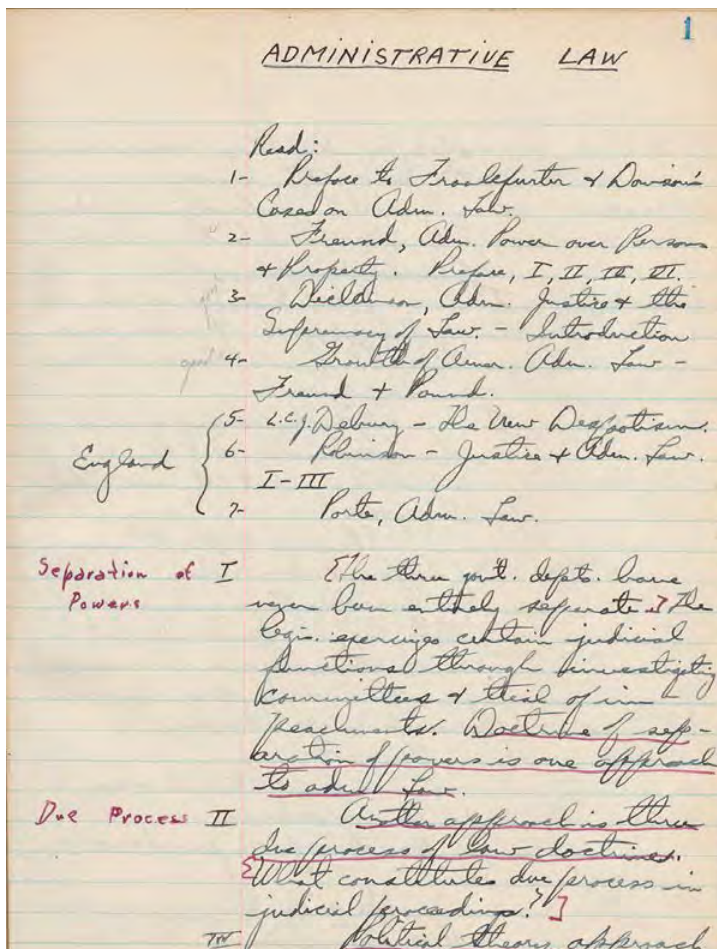 1
ADMINISTRATIVE LAW
Read:
1- Preface to Frankfurter & Davison's
Cases on Adm. Law.
2- Freund, Adm. Power over Persons
& Property. Preface, I, II, III, VI.
3- Dickinson, Adm. Justice & the
Supremacy of Law. - Introduction
good 4- Growth of Amer. Adm. Law -
Freund & Pound.
5- L.C.J. - The New Despotism.
England { 6- Robinson - Justice & Adm. Law.
I-III
7- Port, Adm. Law.
Separation of I [The three gov't. depts. have
Powers never been entirely separate.] The
legis. exercises certain judicial
functions through investigating
committees & trial of im-
peachments. Doctrine of sep-
aration of powers is one approach
to adm. Law.
Due Process II Another approach is thru
due process of law doctrines.
[What constitutes due process in
judicial proceedings?]
III Political theory approach